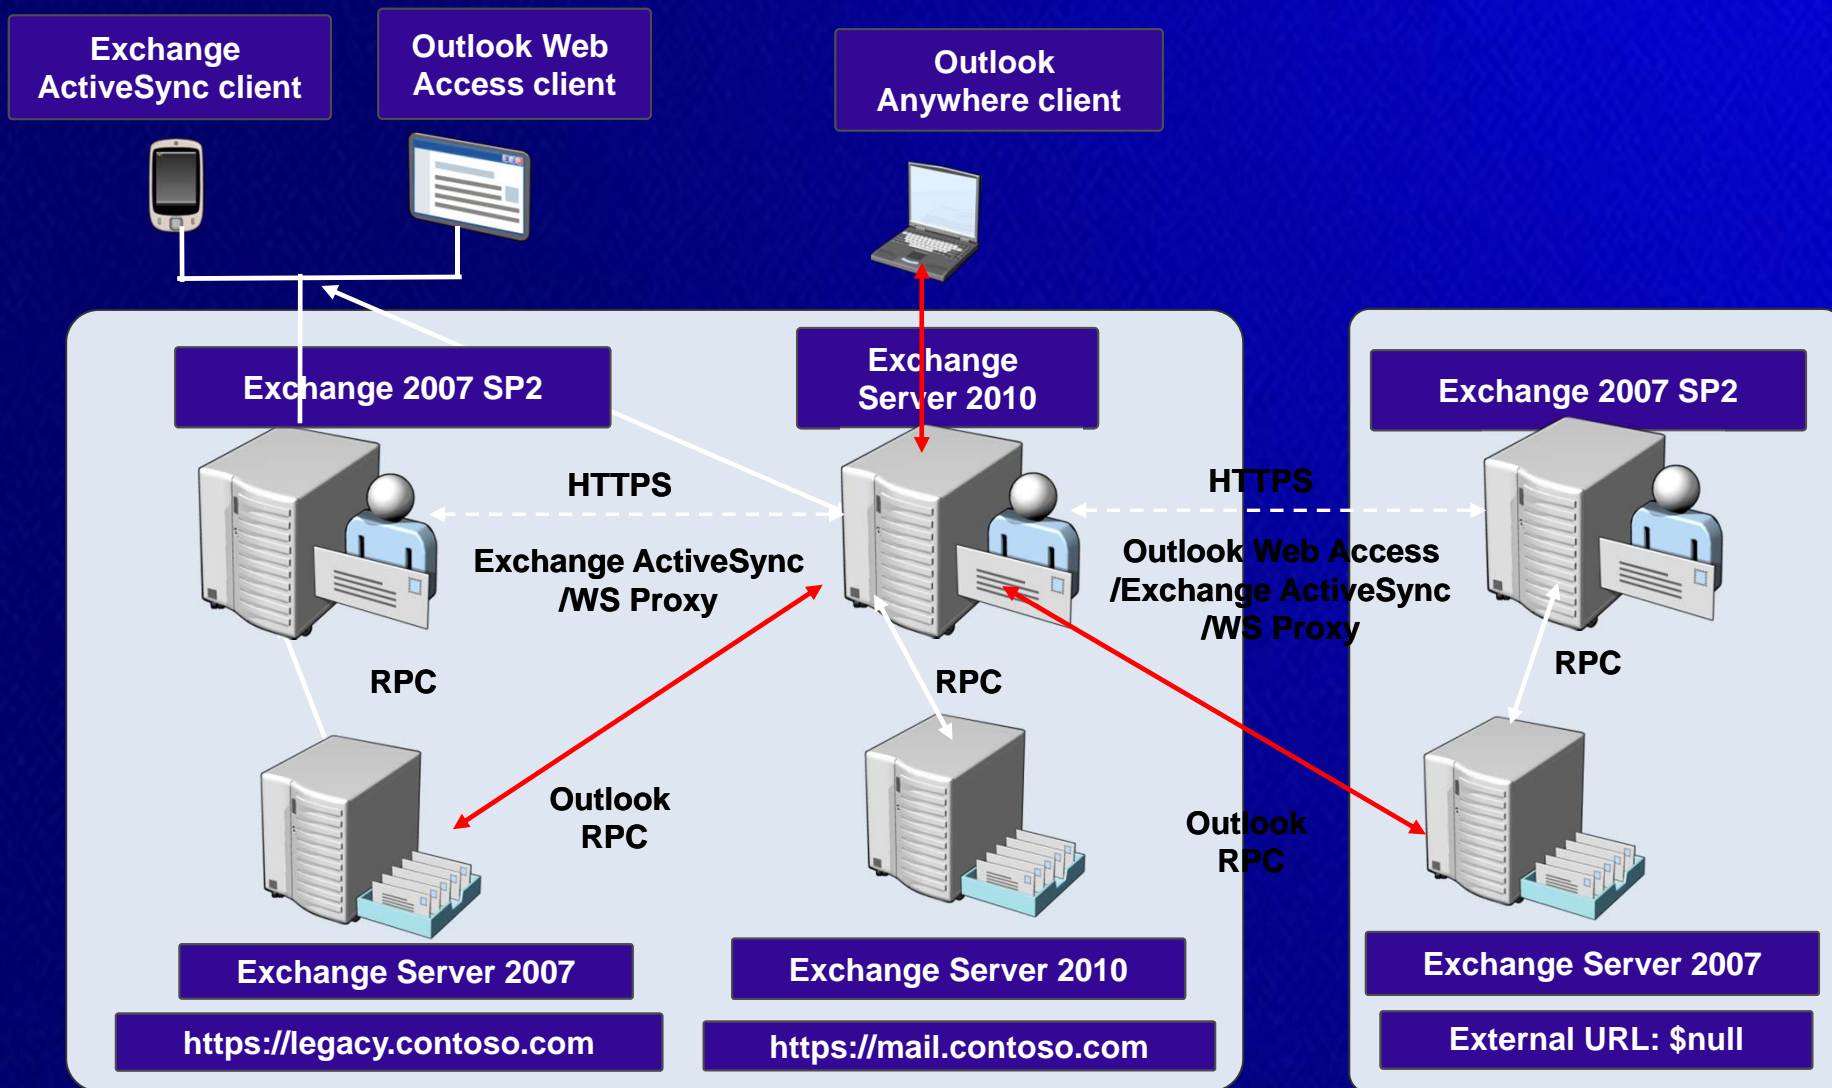 Exchange
ActiveSync client
Outlook Web
Access client
Outlook
Anywhere client
Exchange 2007 SP2
Exchange
Server 2010
Exchange 2007 SP2
HTTPS
HTTPS
Exchange ActiveSync
/WS Proxy
Outlook Web Access
/Exchange ActiveSync
/WS Proxy
RPC
RPC
RPC
Outlook
RPC
Outlook
RPC
Exchange Server 2007
Exchange Server 2010
Exchange Server 2007
https://legacy.contoso.com
https://mail.contoso.com
External URL: $null